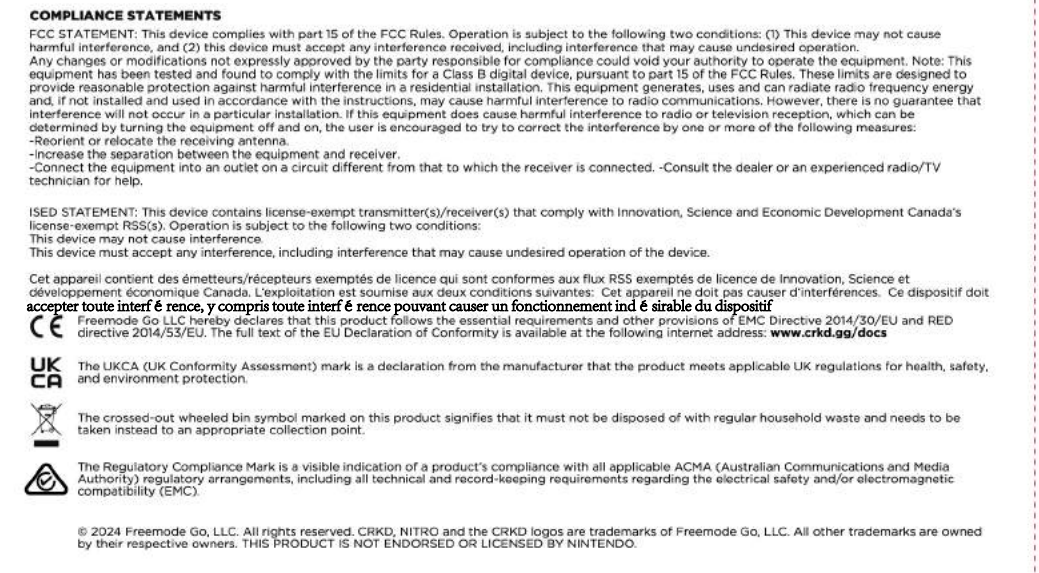 COMPLIANCE STATEMENTS
FCC STATEMENT: This device complies with part 15 of the FCC Rules. Operation is subject to the following two conditions: (1) This device may not cause
harmful interference, and (2) this device must accept any interference received, including interference that may cause undesired operation.
Any changes or modifications not expressly approved by the party responsible for compliance could void your authority to operate the equipment. Note: This
equipment has been tested and found to comply with the limits for a Class B digital device, pursuant to part 15 of the FCC Rules. These limits are designed to
provide reasonable protection against harmful interference in a residential installation. This equipment generates, uses and can radiate radio frequency energy
and, if not installed and used in accordance with the instructions, may cause harmful interference to radio communications. However, there is no guarantee that
interference will not occur in a particular installation. If this equipment does cause harmful interference to radio or television reception, which can be
determined by turning the equipment off and on, the user is encouraged to try to correct the interference by one or more of the following measures:
-Reorient or relocate the receiving antenna.
-Increase the separation between the equipment and receiver.
-Connect the equipment into an outlet on a circuit different from that to which the receiver is connected. -Consult the dealer or an experienced radio/TV
technician for help.
ISED STATEMENT: This device contains license-exempt transmitter(s)/receiver(s) that comply with Innovation, Science and Economic Development Canada's
license-exempt RSS(s). Operation is subject to the following two conditions:
This device may not cause interference.
This device must accept any interference, including interference that may cause undesired operation of the device.
Cet appareil contient des émetteurs/récepteurs exemptés de licence qui sont conformes aux flux RSS exemptés de licence de Innovation, Science et
développement économique Canada. L'exploitation est soumise aux deux conditions suivantes: Cet appareil ne doit pas causer d'interférences. Ce dispositif doit
accepter toute interf é rence, y compris toute interf é rence pouvant causer un fonctionnement ind é sirable du dispositif
CE Freemode Go LLC hereby declares that this product follows the essential requirements and other provisions of EMC Directive 2014/30/EU and RED
directive 2014/53/EU. The full text of the EU Declaration of Conformity is available at the following internet address: www.crkd.gg/docs
UK
CA
The UKCA (UK Conformity Assessment) mark is a declaration from the manufacturer that the product meets applicable UK regulations for health, safety,
and environment protection.
The crossed-out wheeled bin symbol marked on this product signifies that it must not be disposed of with regular household waste and needs to be
taken instead to an appropriate collection point.
The Regulatory Compliance Mark is a visible indication of a product's compliance with all applicable ACMA (Australian Communications and Media
Authority) regulatory arrangements, including all technical and record-keeping requirements regarding the electrical safety and/or electromagnetic
compatibility (EMC).
© 2024 Freemode Go, LLC. All rights reserved. CRKD, NITRO and the CRKD logos are trademarks of Freemode Go, LLC. All other trademarks are owned
by their respective owners. THIS PRODUCT IS NOT ENDORSED OR LICENSED BY NINTENDO.